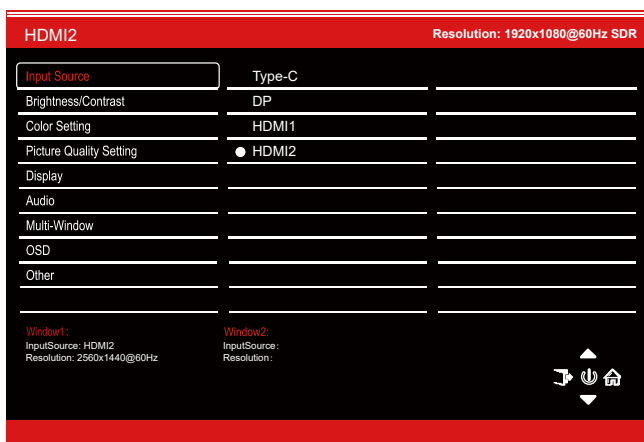 HDMI2 Resolution: 1920x1080@60Hz SDR
Input Source Type-C
Brightness/Contrast DP
Color Setting HDMI1
Picture Quality Setting HDMI2
Display
Audio
Multi-Window
OSD
Other
Window1: Window2:
InputSource: HDMI2 InputSource:
Resolution: 2560x1440@60Hz Resolution: